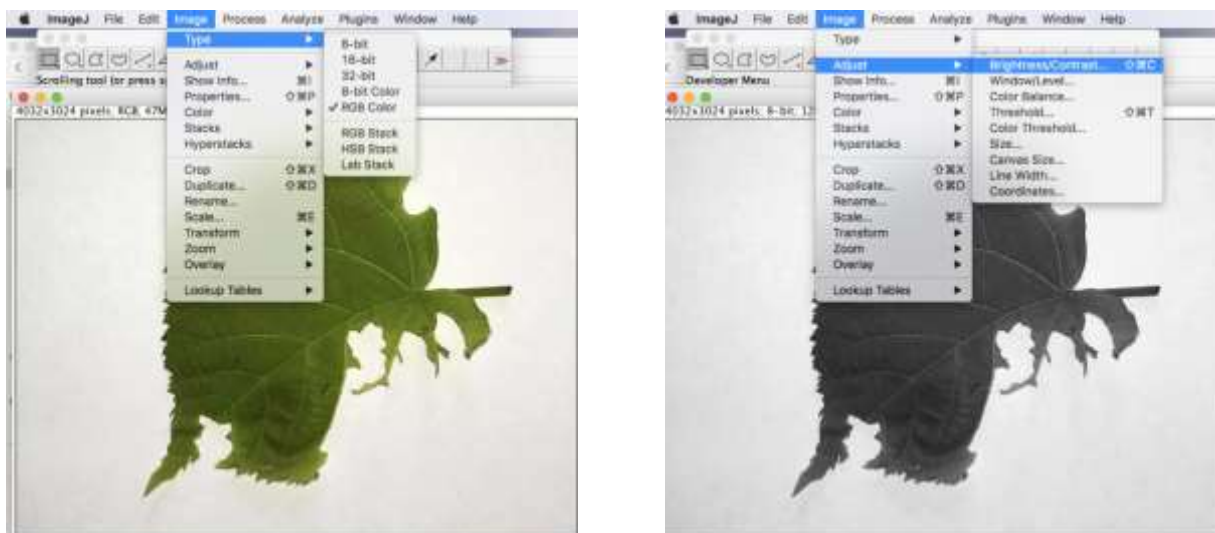 ImageJ File Edit Image Process Analyze Plugins Window Help
Type ▶
Adjust ▶
Show Info... ⌘I
Properties... ⇧⌘P
Color ▶
Stacks ▶
Hyperstacks ▶
Crop ⇧⌘X
Duplicate... ⇧⌘D
Rename...
Scale... ⌘E
Transform ▶
Zoom ▶
Overlay ▶
Lookup Tables ▶
8-bit
16-bit
32-bit
8-bit Color
✓ RGB Color
RGB Stack
HSB Stack
Lab Stack
Scrolling tool (or press s
4032x3024 pixels; RGB; 47M
ImageJ File Edit Image Process Analyze Plugins Window Help
Type ▶
Adjust ▶
Show Info... ⌘I
Properties... ⇧⌘P
Color ▶
Stacks ▶
Hyperstacks ▶
Crop ⇧⌘X
Duplicate... ⇧⌘D
Rename...
Scale... ⌘E
Transform ▶
Zoom ▶
Overlay ▶
Lookup Tables ▶
Brightness/Contrast... ⇧⌘C
Window/Level...
Color Balance...
Threshold... ⇧⌘T
Color Threshold...
Size...
Canvas Size...
Line Width...
Coordinates...
Developer Menu
4032x3024 pixels; 8-bit; 12